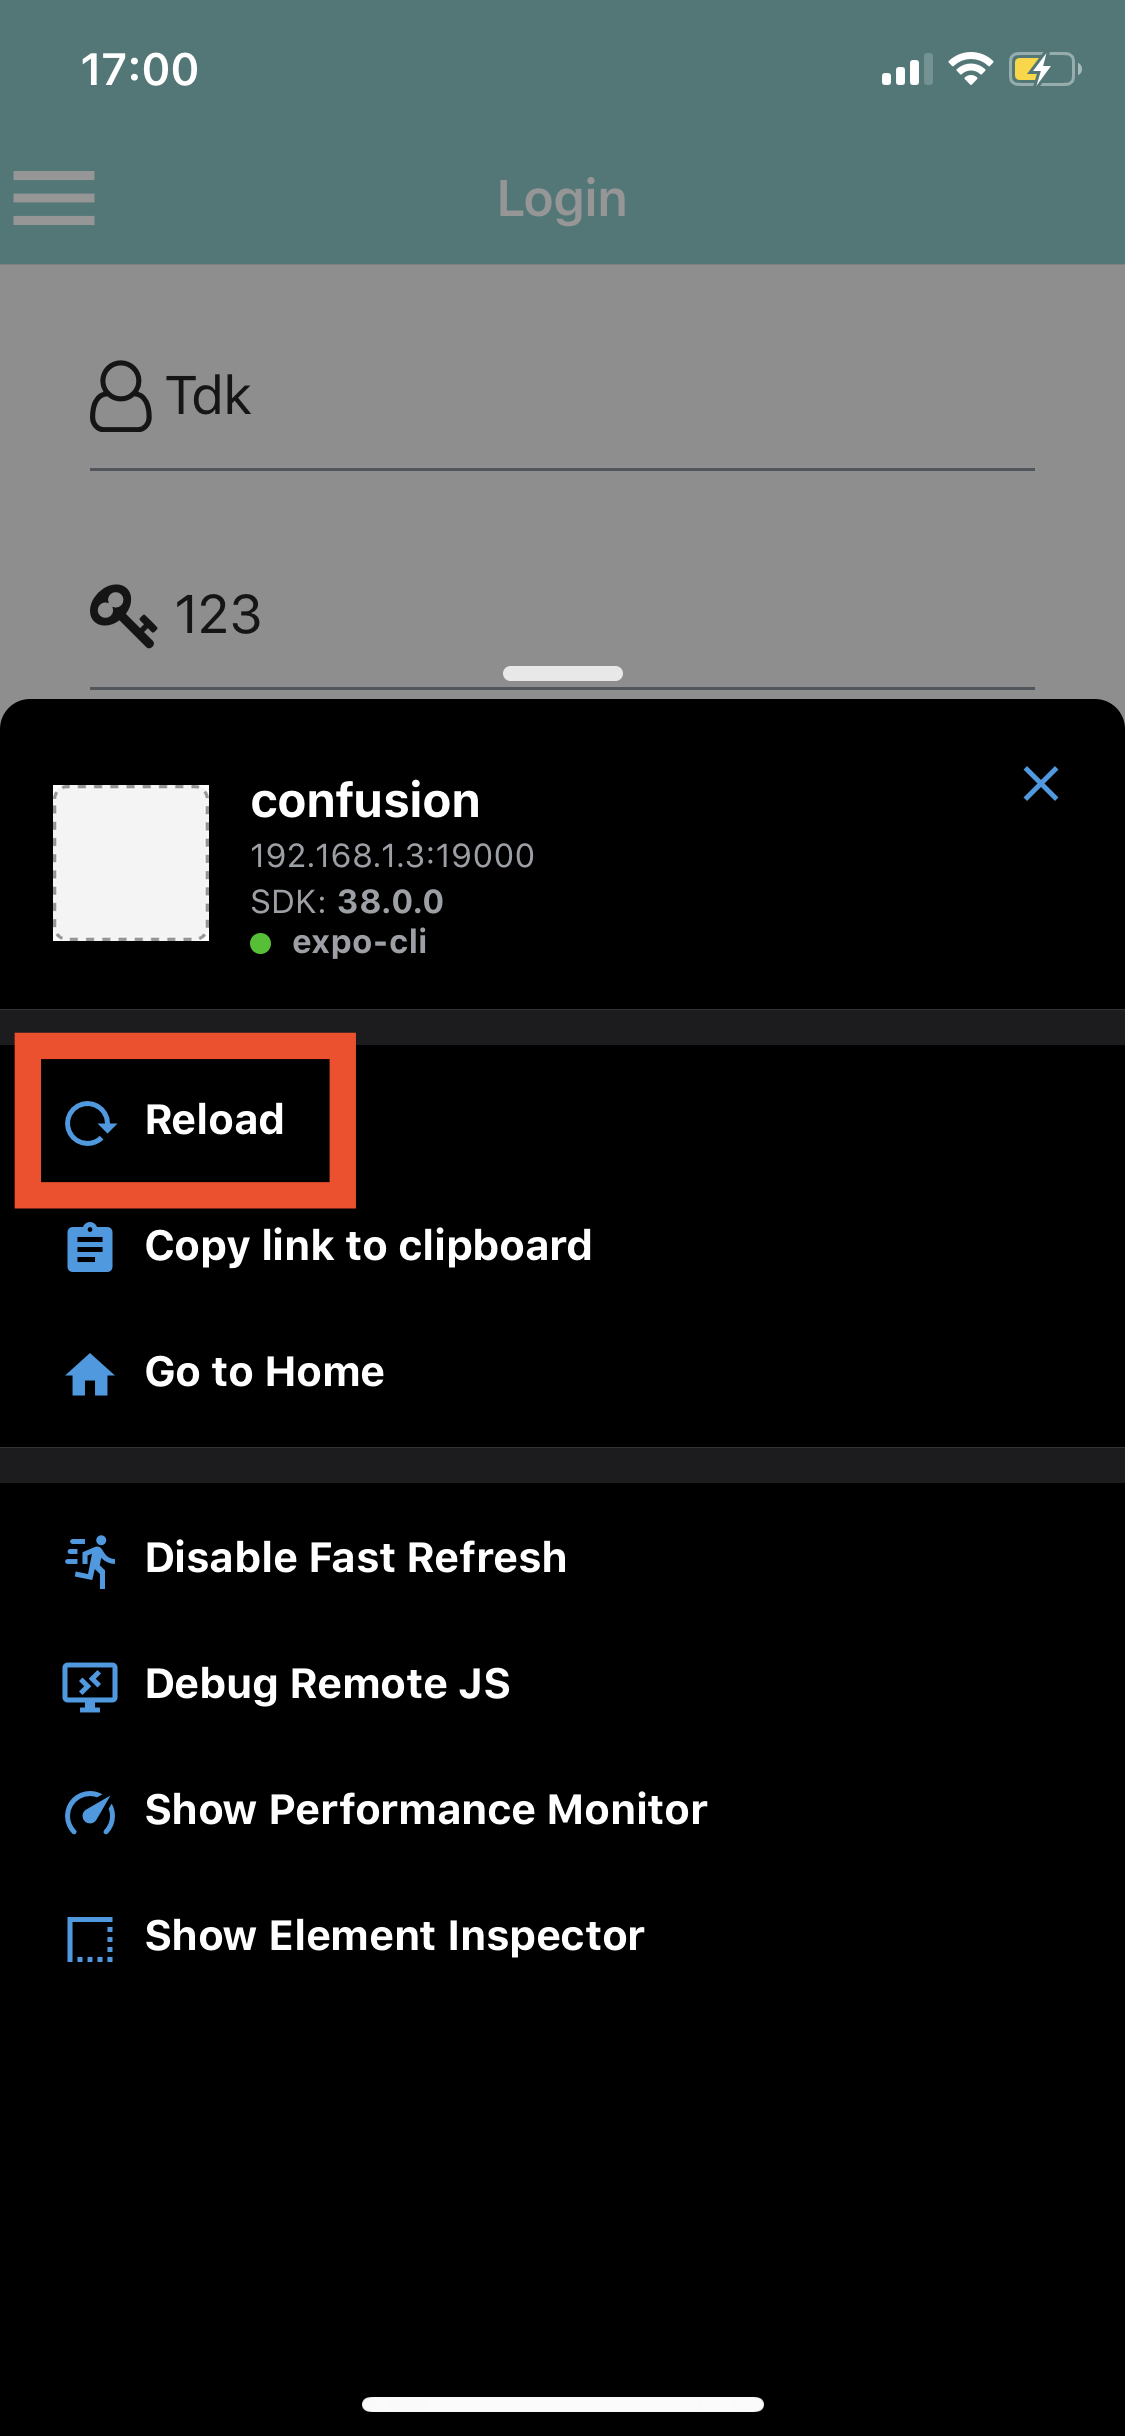 17:00
Login
Tdk
123
confusion
192.168.1.3:19000
SDK: 38.0.0
expo-cli
Reload
Copy link to clipboard
Go to Home
Disable Fast Refresh
Debug Remote JS
Show Performance Monitor
Show Element Inspector